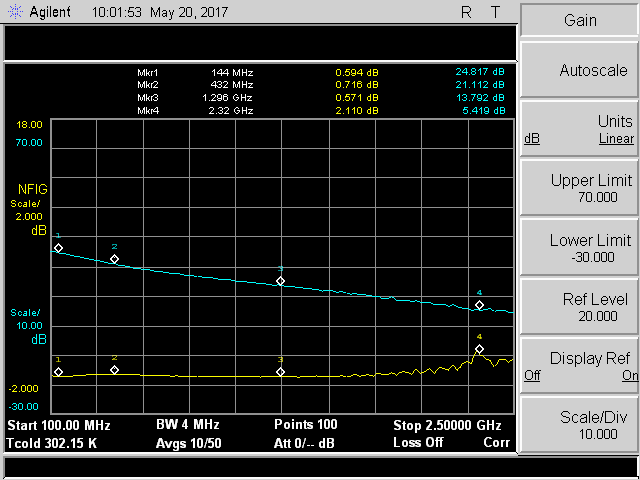 Agilent 10:01:53 May 20, 2017 R T
Gain
Mkr1 144 MHz 0.594 dB 24.817 dB
Mkr2 432 MHz 0.716 dB 21.112 dB
Mkr3 1.296 GHz 0.571 dB 13.792 dB
Mkr4 2.32 GHz 2.110 dB 5.419 dB
Autoscale
Units
dB Linear
Upper Limit
70.000
Lower Limit
-30.000
Ref Level
20.000
Display Ref
Off On
Scale/Div
10.000
18.00
70.00
NFIG
Scale/
2.000
dB
Scale/
10.00
dB
-2.000
-30.00
1
2
3
4
1
2
3
4
Start 100.00 MHz BW 4 MHz Points 100 Stop 2.50000 GHz
Tcold 302.15 K Avgs 10/50 Att 0/-- dB Loss Off Corr